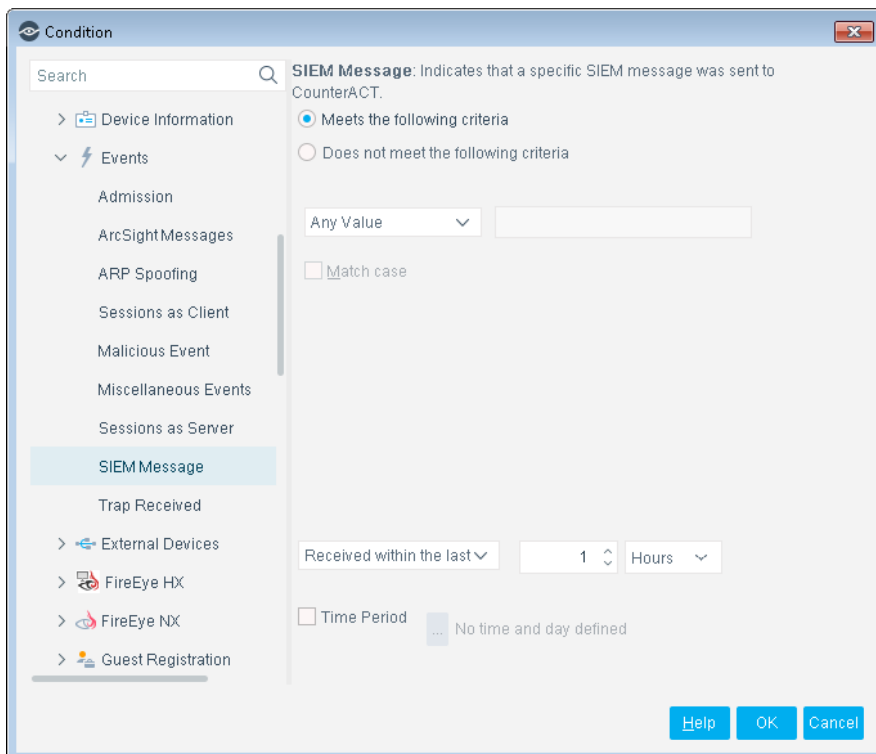 Condition
Search
Device Information
Events
Admission
ArcSight Messages
ARP Spoofing
Sessions as Client
Malicious Event
Miscellaneous Events
Sessions as Server
SIEM Message
Trap Received
External Devices
FireEye HX
FireEye NX
Guest Registration
SIEM Message: Indicates that a specific SIEM message was sent to
CounterACT.
Meets the following criteria
Does not meet the following criteria
Any Value
Match case
Received within the last 1 Hours
Time Period ... No time and day defined
Help OK Cancel